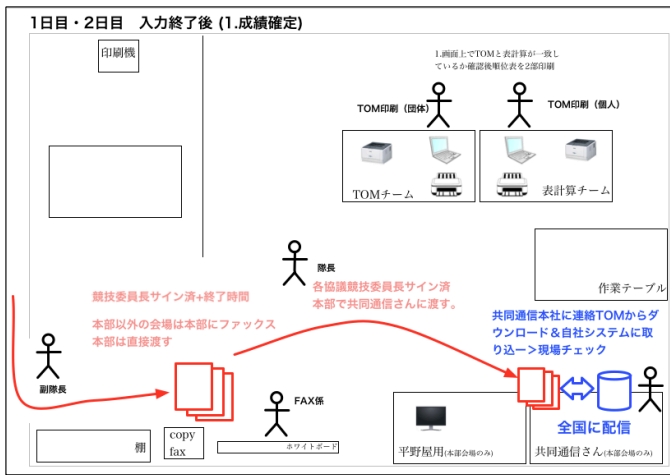 1日目・2日目　入力終了後 (1.成績確定)
印刷機
1.画面上でTOMと表計算が一致し
ているか確認後順位表を2部印刷
TOM印刷（団体）
TOM印刷（個人）
TOMチーム
表計算チーム
隊長
作業テーブル
競技委員長サイン済+終了時間
本部以外の会場は本部にファックス
本部は直接渡す
各協議競技委員長サイン済
本部で共同通信さんに渡す。
共同通信本社に連絡TOMからダ
ウンロード＆自社システムに取
り込ー＞現場チェック
副隊長
FAX係
全国に配信
棚
copy
fax
ホワイトボード
平野屋用(本部会場のみ)
共同通信さん(本部会場のみ)